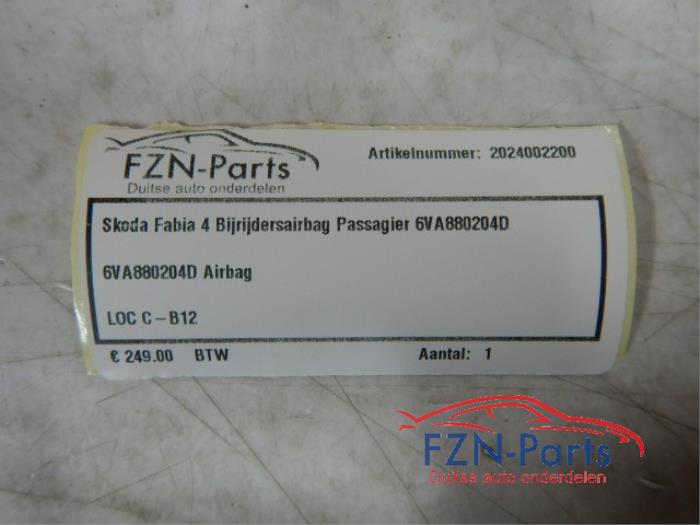 FZN-Parts
Duitse auto onderdelen
Artikelnummer: 2024002200
Skoda Fabia 4 Bijrijdersairbag Passagier 6VA880204D
6VA880204D Airbag
LOC C-B12
€ 249.00 BTW
Aantal: 1
FZN-Parts
Duitse auto onderdelen